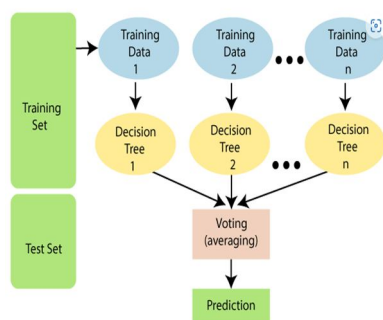 Training
Set
Training
Data
1
Training
Data
2
Training
Data
n
Decision
Tree
1
Decision
Tree
2
Decision
Tree
n
Voting
(averaging)
Test Set
Prediction